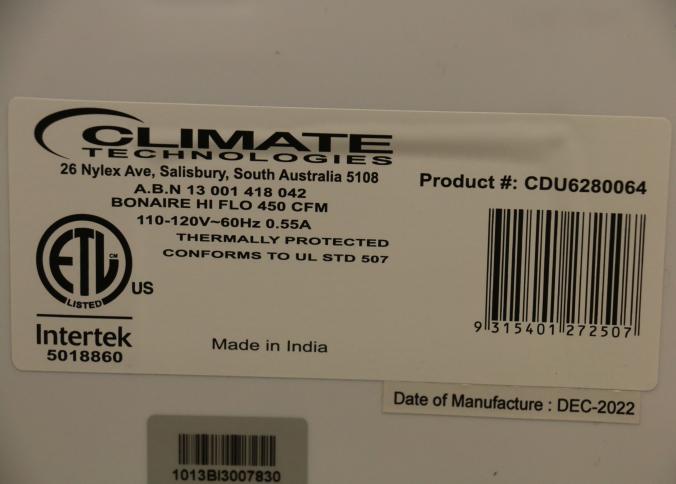 CLIMATE
TECHNOLOGIES
26 Nylex Ave, Salisbury, South Australia 5108
A.B.N 13 001 418 042
BONAIRE HI FLO 450 CFM
110-120V~60Hz 0.55A
THERMALLY PROTECTED
CONFORMS TO UL STD 507
ETL
CM
LISTED
US
Intertek
5018860
Made in India
Product #: CDU6280064
9 315401 272507
Date of Manufacture : DEC-2022
1013BI3007830